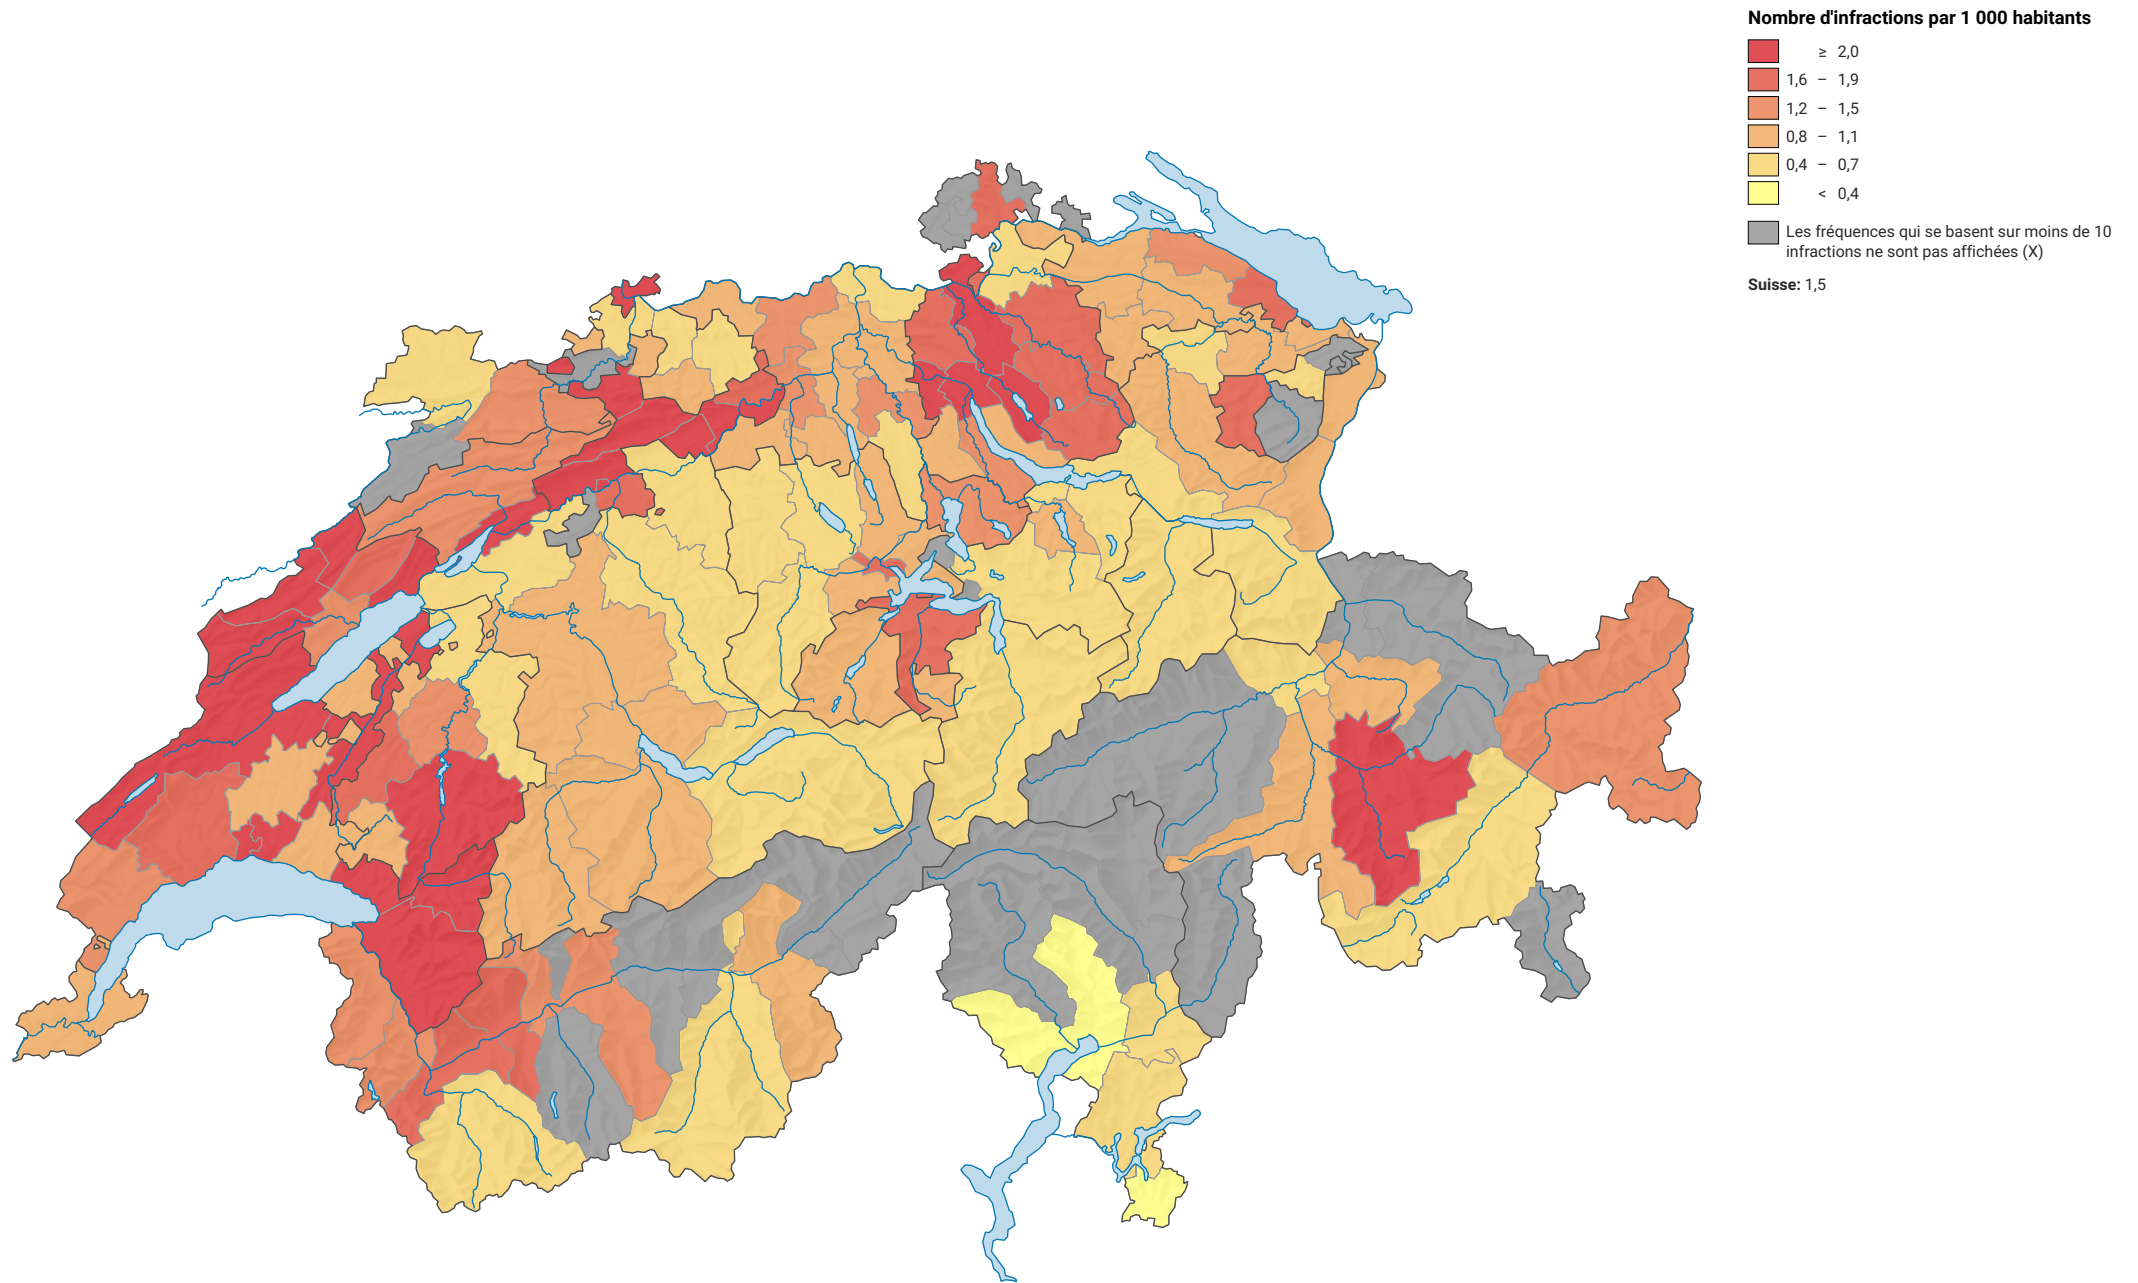 Nombre d'infractions par 1 000 habitants
≥ 2,0
1,6 – 1,9
1,2 – 1,5
0,8 – 1,1
0,4 – 0,7
< 0,4
Les fréquences qui se basent sur moins de 10
infractions ne sont pas affichées (X)
Suisse: 1,5